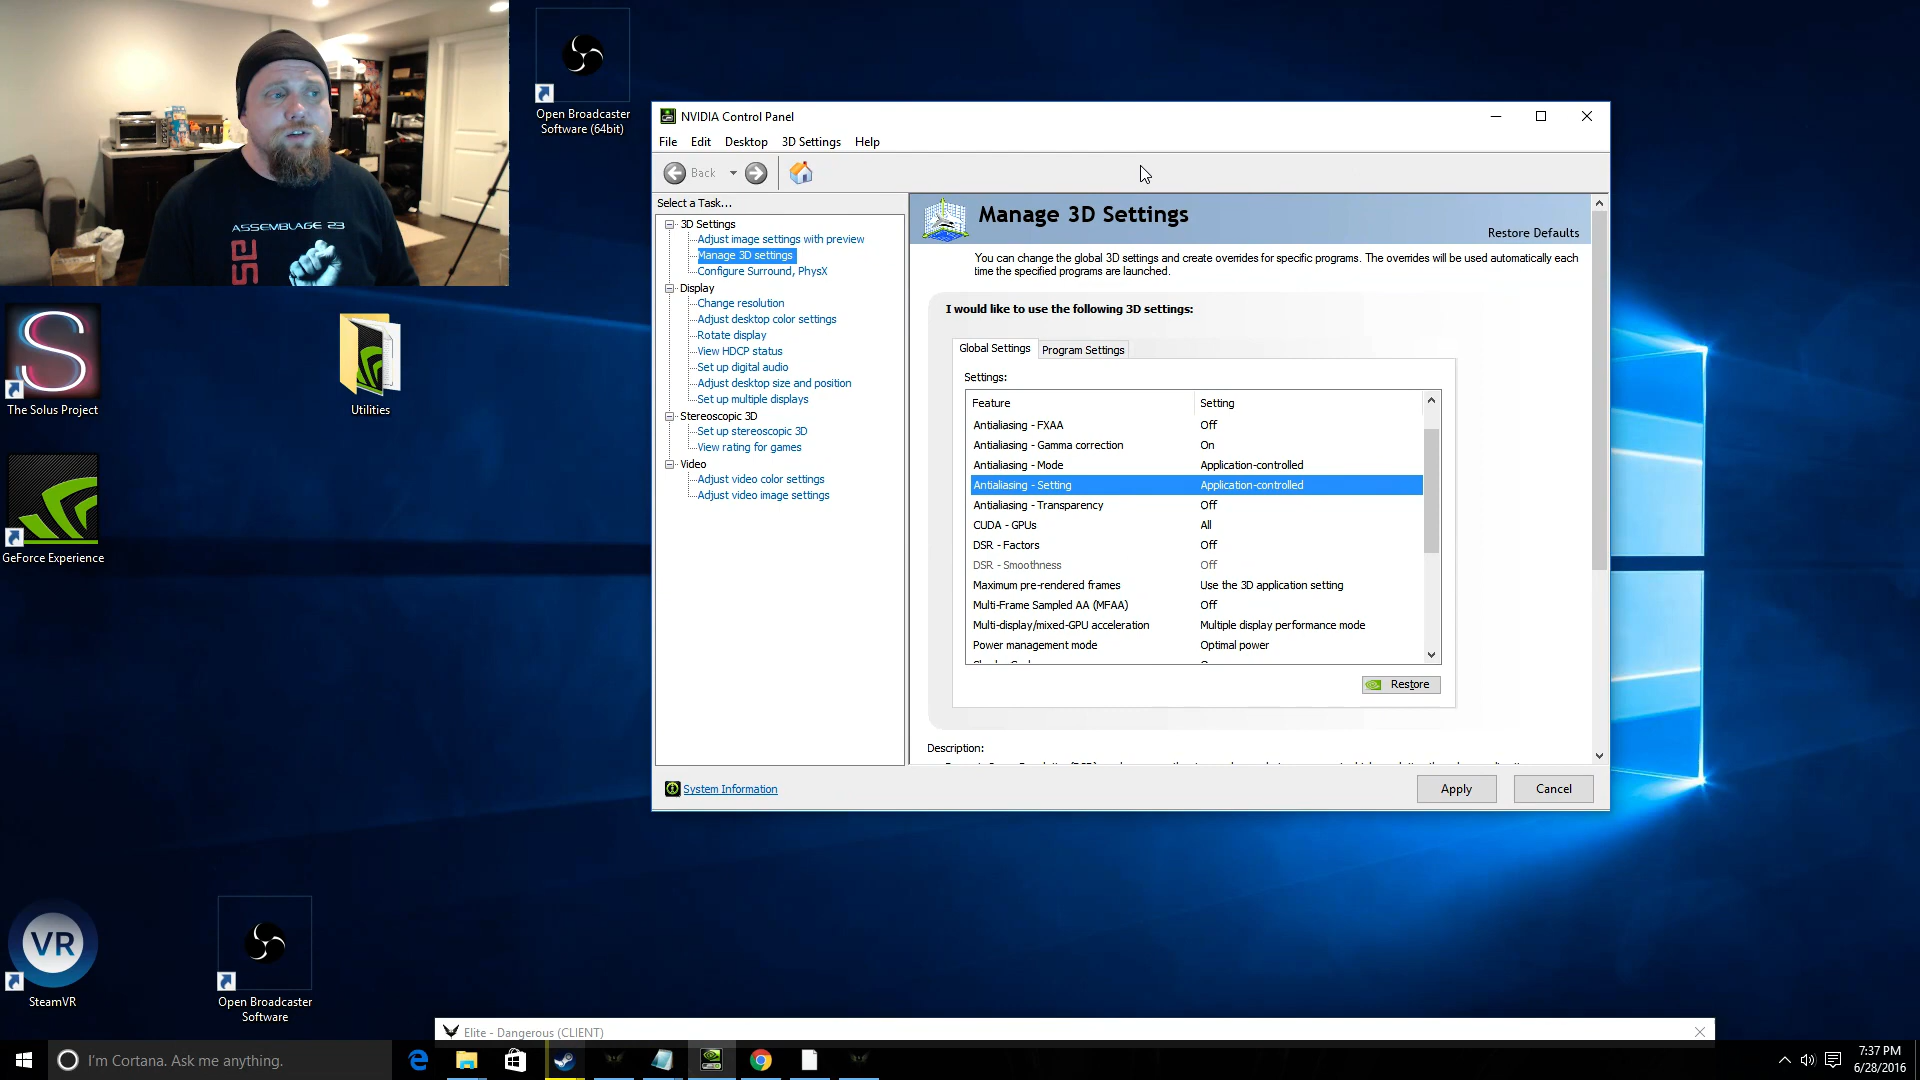 ASSEMBLAGE 23
Open Broadcaster
Software (64bit)
The Solus Project
Utilities
GeForce Experience
VR
SteamVR
Open Broadcaster
Software
NVIDIA Control Panel
File Edit Desktop 3D Settings Help
Back
Select a Task...
3D Settings
Adjust image settings with preview
Manage 3D settings
Configure Surround, PhysX
Display
Change resolution
Adjust desktop color settings
Rotate display
View HDCP status
Set up digital audio
Adjust desktop size and position
Set up multiple displays
Stereoscopic 3D
Set up stereoscopic 3D
View rating for games
Video
Adjust video color settings
Adjust video image settings
System Information
Manage 3D Settings
Restore Defaults
You can change the global 3D settings and create overrides for specific programs. The overrides will be used automatically each
time the specified programs are launched.
I would like to use the following 3D settings:
Global Settings Program Settings
Settings:
Feature Setting
Antialiasing - FXAA Off
Antialiasing - Gamma correction On
Antialiasing - Mode Application-controlled
Antialiasing - Setting Application-controlled
Antialiasing - Transparency Off
CUDA - GPUs All
DSR - Factors Off
DSR - Smoothness Off
Maximum pre-rendered frames Use the 3D application setting
Multi-Frame Sampled AA (MFAA) Off
Multi-display/mixed-GPU acceleration Multiple display performance mode
Power management mode Optimal power
Restore
Description:
Apply Cancel
Elite - Dangerous (CLIENT)
I'm Cortana. Ask me anything.
7:37 PM
6/28/2016